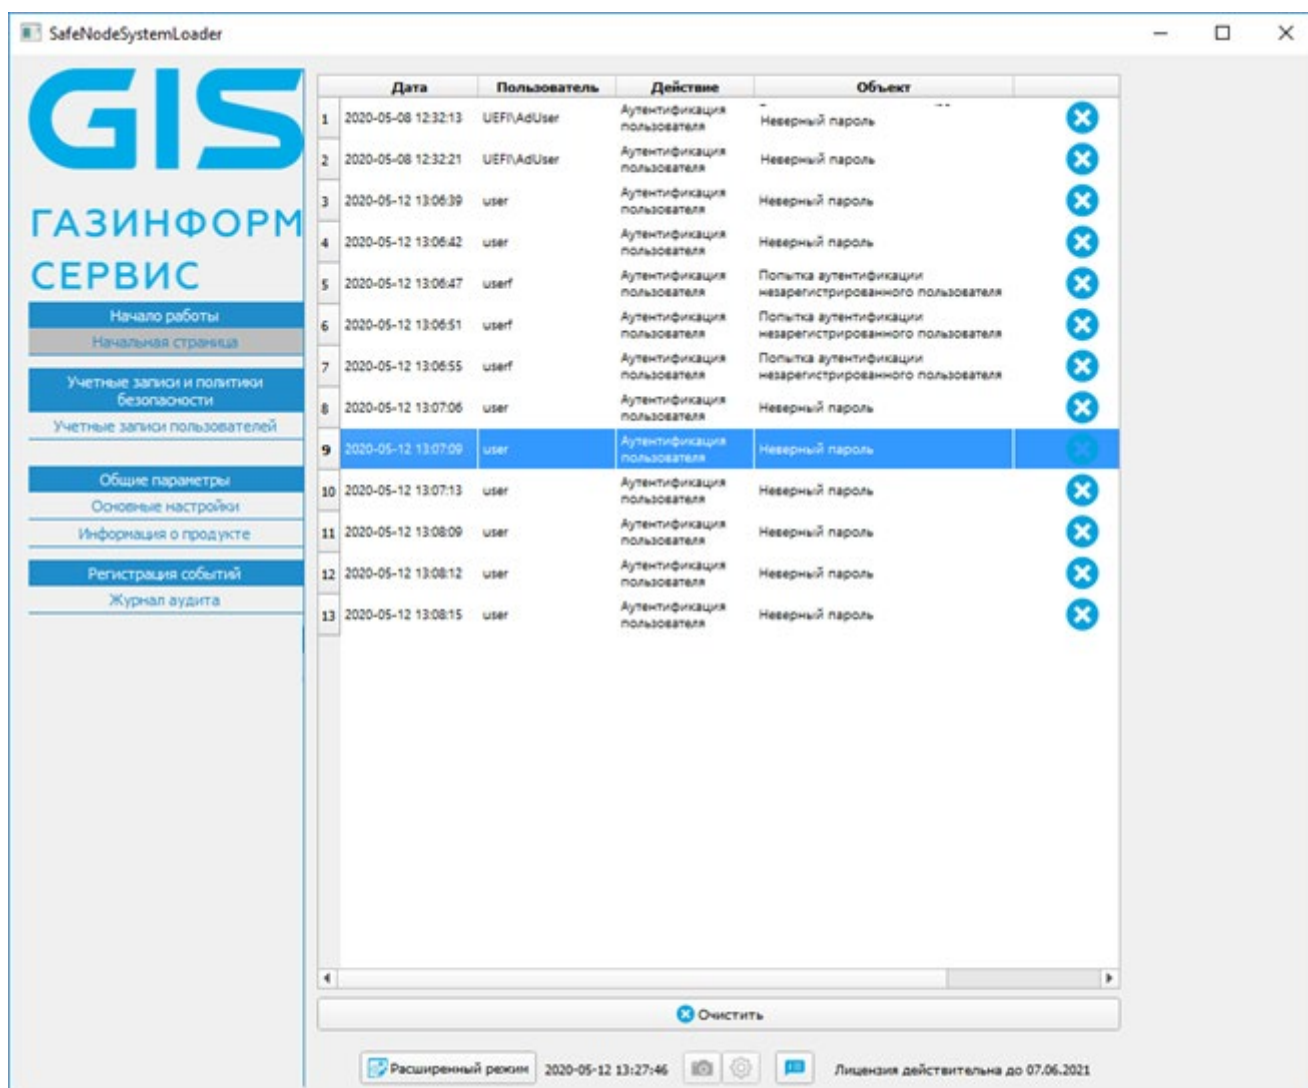 SafeNodeSystemLoader
GIS
ГАЗИНФОРМ
СЕРВИС
Начало работы
Начальная страница
Учетные записи и политики
безопасности
Учетные записи пользователей
Общие параметры
Основные настройки
Информация о продукте
Регистрация событий
Журнал аудита
Дата Пользователь Действие Объект
1 2020-05-08 12:32:13 UEFI\AdUser Аутентификация пользователя Неверный пароль
2 2020-05-08 12:32:21 UEFI\AdUser Аутентификация пользователя Неверный пароль
3 2020-05-12 13:06:39 user Аутентификация пользователя Неверный пароль
4 2020-05-12 13:06:42 user Аутентификация пользователя Неверный пароль
5 2020-05-12 13:06:47 userf Аутентификация пользователя Попытка аутентификации незарегистрированного пользователя
6 2020-05-12 13:06:51 userf Аутентификация пользователя Попытка аутентификации незарегистрированного пользователя
7 2020-05-12 13:06:55 userf Аутентификация пользователя Попытка аутентификации незарегистрированного пользователя
8 2020-05-12 13:07:06 user Аутентификация пользователя Неверный пароль
9 2020-05-12 13:07:09 user Аутентификация пользователя Неверный пароль
10 2020-05-12 13:07:13 user Аутентификация пользователя Неверный пароль
11 2020-05-12 13:08:09 user Аутентификация пользователя Неверный пароль
12 2020-05-12 13:08:12 user Аутентификация пользователя Неверный пароль
13 2020-05-12 13:08:15 user Аутентификация пользователя Неверный пароль
Очистить
Расширенный режим 2020-05-12 13:27:46 Лицензия действительна до 07.06.2021